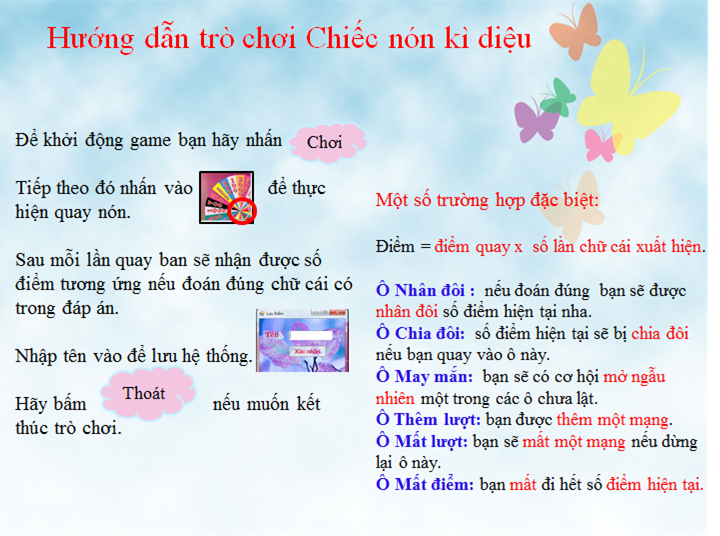 Hướng dẫn trò chơi Chiếc nón kì diệu
Để khởi động game bạn hãy nhấn Chơi
Tiếp theo đó nhấn vào để thực
hiện quay nón.
Sau mỗi lần quay ban sẽ nhận được số
điểm tương ứng nếu đoán đúng chữ cái có
trong đáp án.
Nhập tên vào để lưu hệ thống.
Lưu Điểm
Tên
Xác nhận
Hãy bấm Thoát nếu muốn kết
thúc trò chơi.
Một số trường hợp đặc biệt:
Điểm = điểm quay x số lần chữ cái xuất hiện.
Ô Nhân đôi : nếu đoán đúng bạn sẽ được
nhân đôi số điểm hiện tại nha.
Ô Chia đôi: số điểm hiện tại sẽ bị chia đôi
nếu bạn quay vào ô này.
Ô May mắn: bạn sẽ có cơ hội mở ngẫu
nhiên một trong các ô chưa lật.
Ô Thêm lượt: bạn được thêm một mạng.
Ô Mất lượt: bạn sẽ mất một mạng nếu dừng
lại ô này.
Ô Mất điểm: bạn mất đi hết số điểm hiện tại.